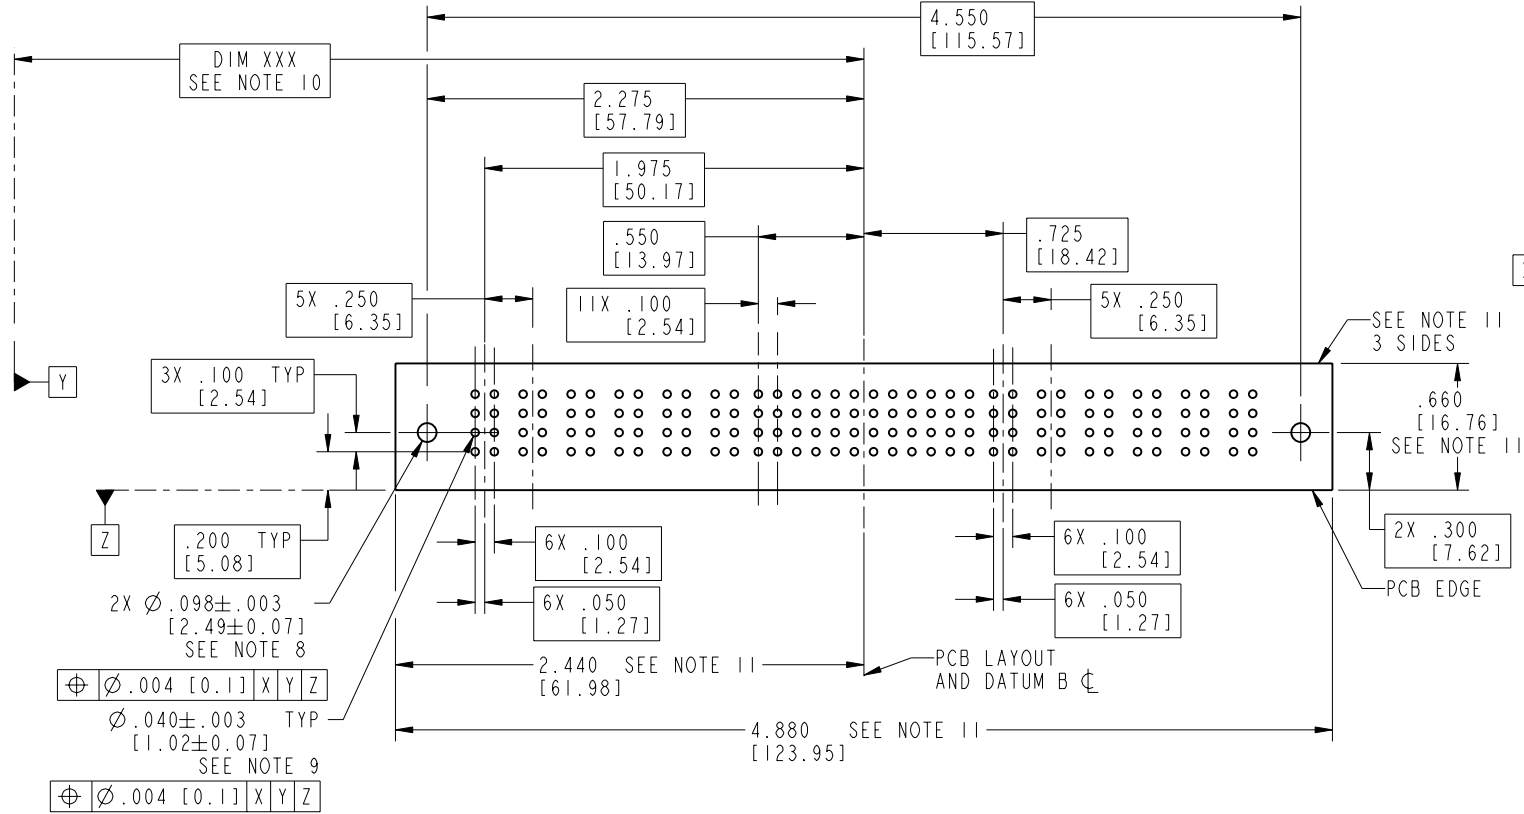 4.550
[115.57]
DIM XXX
SEE NOTE 10
2.275
[57.79]
1.975
[50.17]
.550
[13.97]
.725
[18.42]
5X .250
[6.35]
11X .100
[2.54]
5X .250
[6.35]
SEE NOTE 11
3 SIDES
Y
3X .100 TYP
[2.54]
.660
[16.76]
SEE NOTE 11
Z
.200 TYP
[5.08]
6X .100
[2.54]
6X .100
[2.54]
2X .300
[7.62]
PCB EDGE
2X Ø.098±.003
[2.49±0.07]
SEE NOTE 8
6X .050
[1.27]
6X .050
[1.27]
⌖ Ø.004 [0.1] X Y Z
2.440 SEE NOTE 11
[61.98]
PCB LAYOUT
AND DATUM B ℄
Ø.040±.003 TYP
[1.02±0.07]
SEE NOTE 9
4.880 SEE NOTE 11
[123.95]
⌖ Ø.004 [0.1] X Y Z